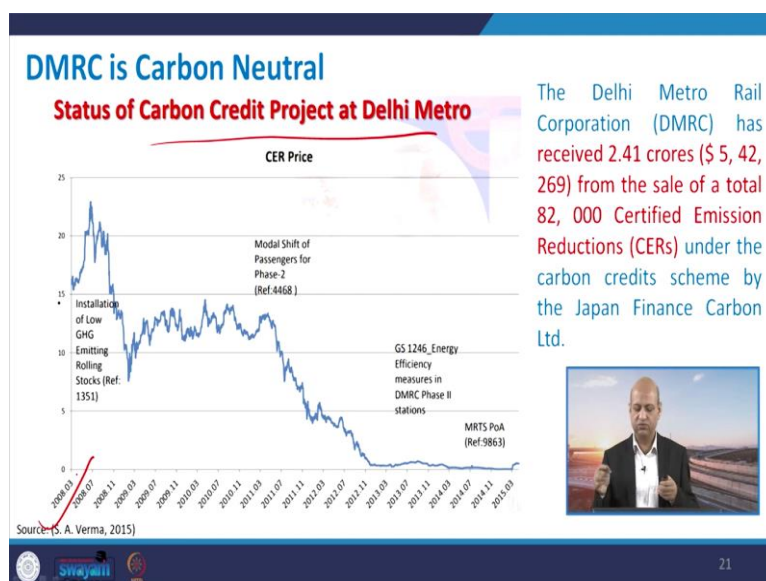 DMRC is Carbon Neutral
Status of Carbon Credit Project at Delhi Metro
CER Price
25
20
15
10
5
0
Modal Shift of
Passengers for
Phase-2
(Ref:4468 )
• Installation
of Low
GHG
Emitting
Rolling
Stocks (Ref:
1351)
GS 1246_Energy
Efficiency
measures in
DMRC Phase II
stations
MRTS PoA
(Ref:9863)
2008.03
2008.07
2008.11
2009.03
2009.07
2009.11
2010.03
2010.07
2010.11
2011.03
2011.07
2011.11
2012.03
2012.07
2012.11
2013.03
2013.07
2013.11
2014.03
2014.07
2014.11
2015.03
Source: (S. A. Verma, 2015)
The Delhi Metro Rail
Corporation (DMRC) has
received 2.41 crores ($ 5, 42,
269) from the sale of a total
82, 000 Certified Emission
Reductions (CERs) under the
carbon credits scheme by
the Japan Finance Carbon
Ltd.
swayam
21